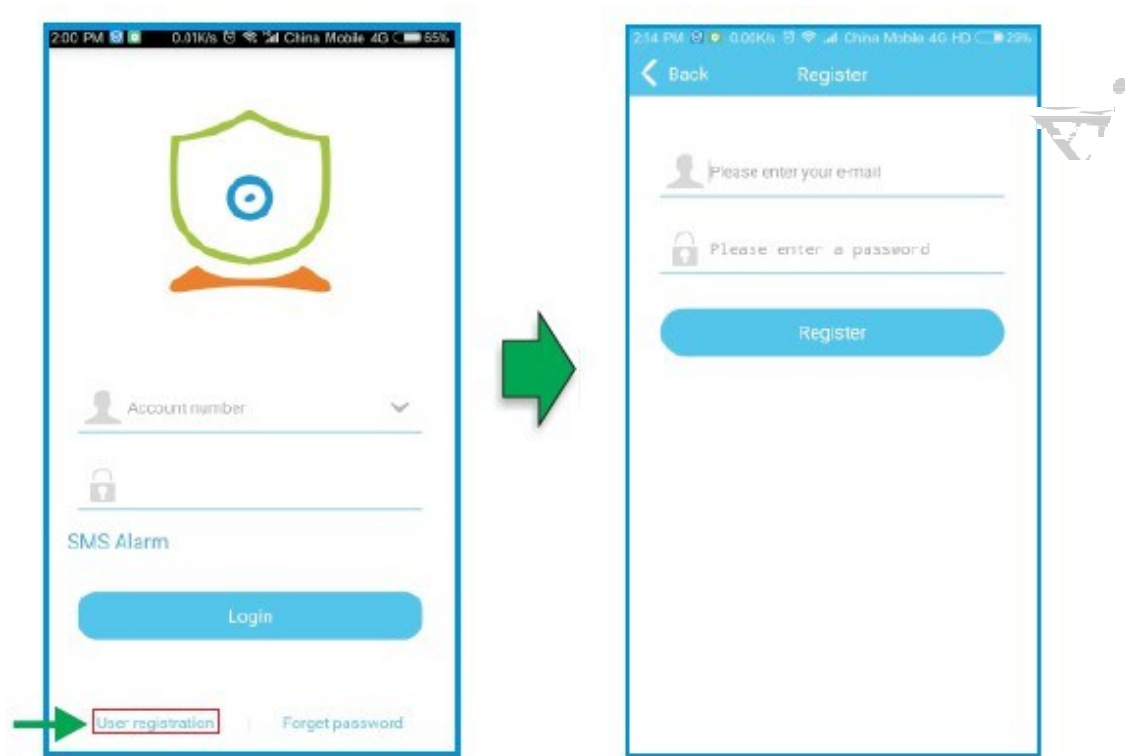 2:00 PM 0.01K/s China Mobile 4G 65%
Account number
SMS Alarm
Login
User registration
Forget password
2:14 PM 0.00K/s China Mobile 4G HD 29%
Back
Register
Please enter your e-mail
Please enter a password
Register